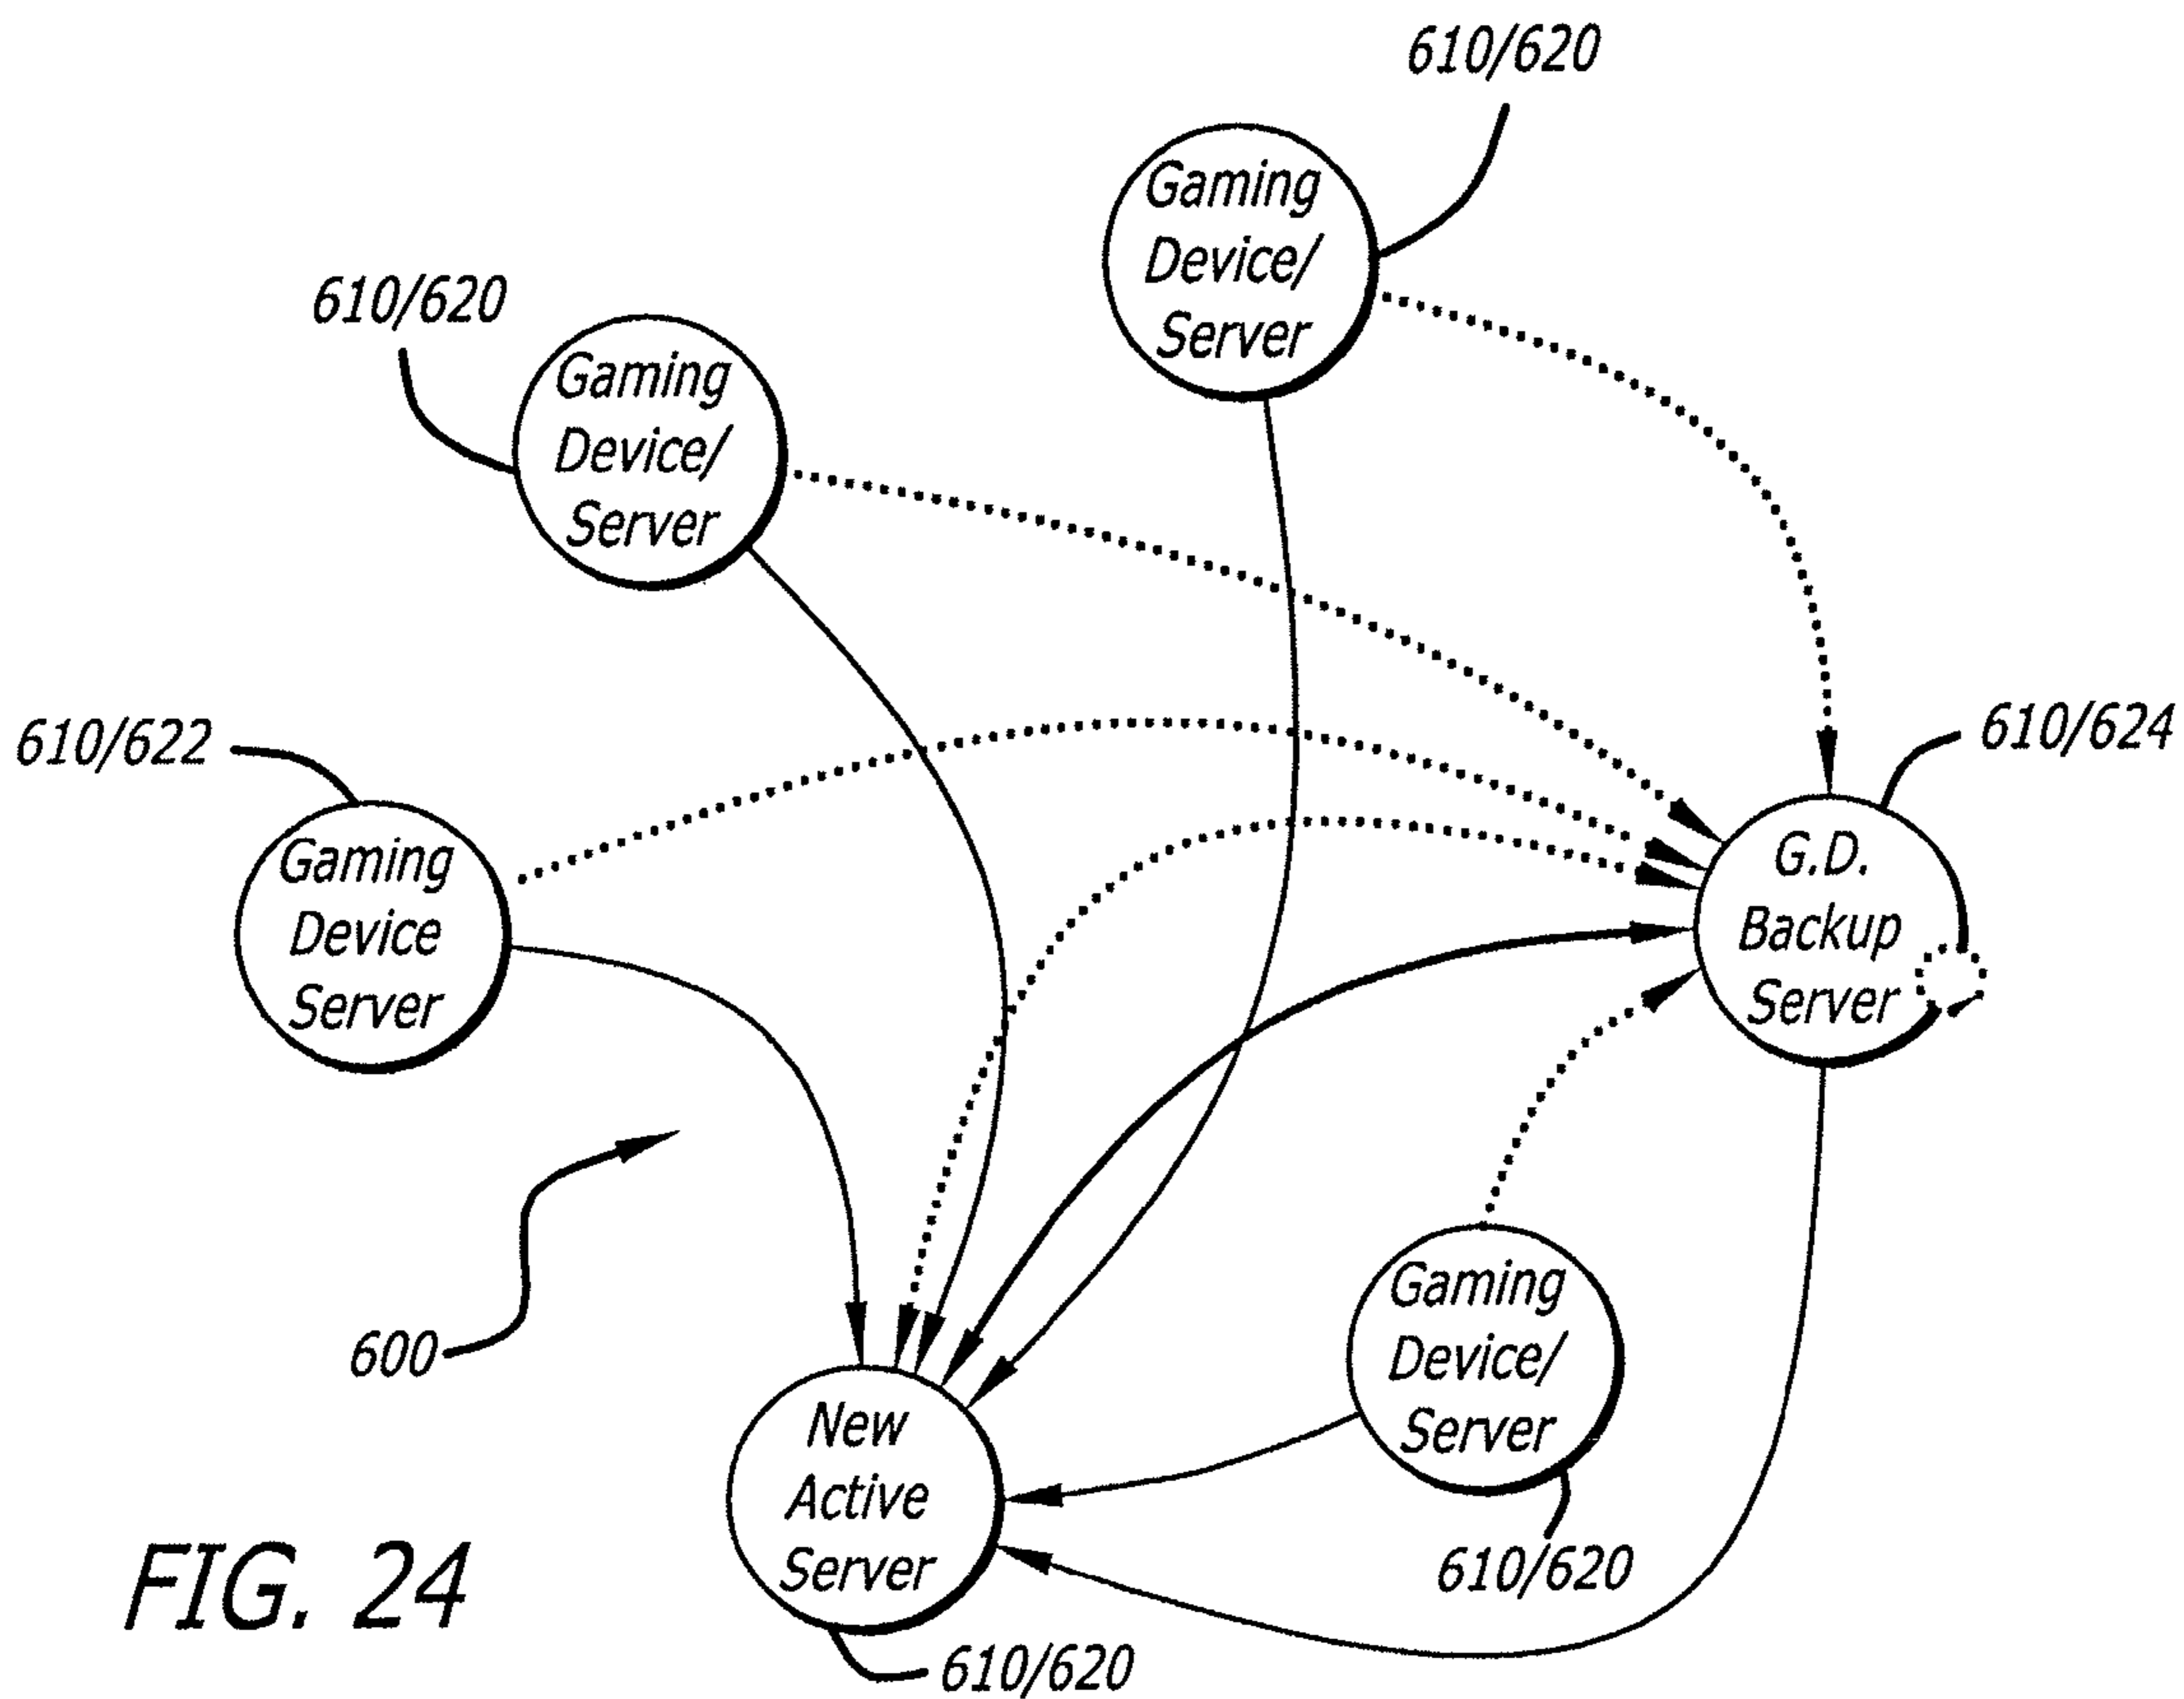 610/620
Gaming
Device/
Server
610/620
Gaming
Device/
Server
610/622
Gaming
Device
Server
610/624
G.D.
Backup
Server
600
Gaming
Device/
Server
610/620
New
Active
Server
610/620
FIG. 24